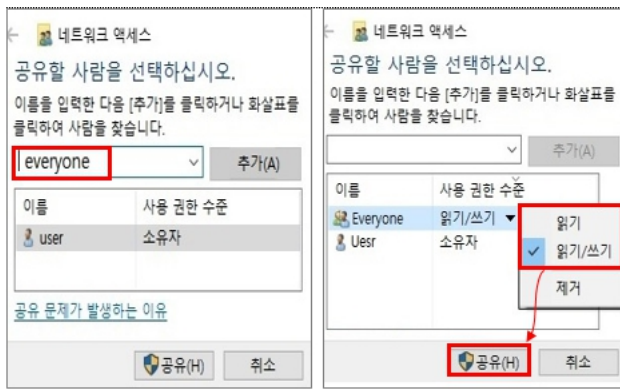 네트워크 액세스
공유할 사람을 선택하십시오.
이름을 입력한 다음 [추가]를 클릭하거나 화살표를
클릭하여 사람을 찾습니다.
everyone
추가(A)
이름 사용 권한 수준
user 소유자
공유 문제가 발생하는 이유
공유(H) 취소
네트워크 액세스
공유할 사람을 선택하십시오.
이름을 입력한 다음 [추가]를 클릭하거나 화살표를
클릭하여 사람을 찾습니다.
추가(A)
이름 사용 권한 수준
Everyone 읽기/쓰기
Uesr 소유자
읽기
읽기/쓰기
제거
공유(H) 취소